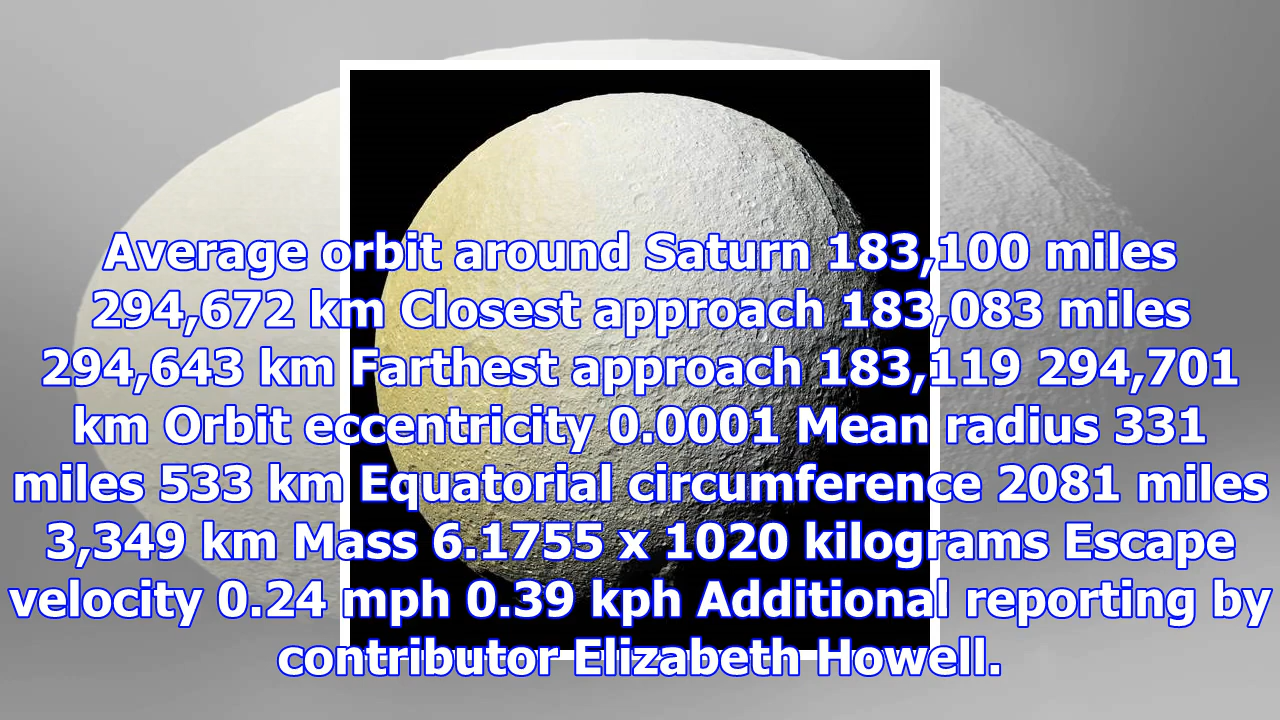 Average orbit around Saturn 183,100 miles
294,672 km Closest approach 183,083 miles
294,643 km Farthest approach 183,119 294,701
km Orbit eccentricity 0.0001 Mean radius 331
miles 533 km Equatorial circumference 2081 miles
3,349 km Mass 6.1755 x 1020 kilograms Escape
velocity 0.24 mph 0.39 kph Additional reporting by
contributor Elizabeth Howell.